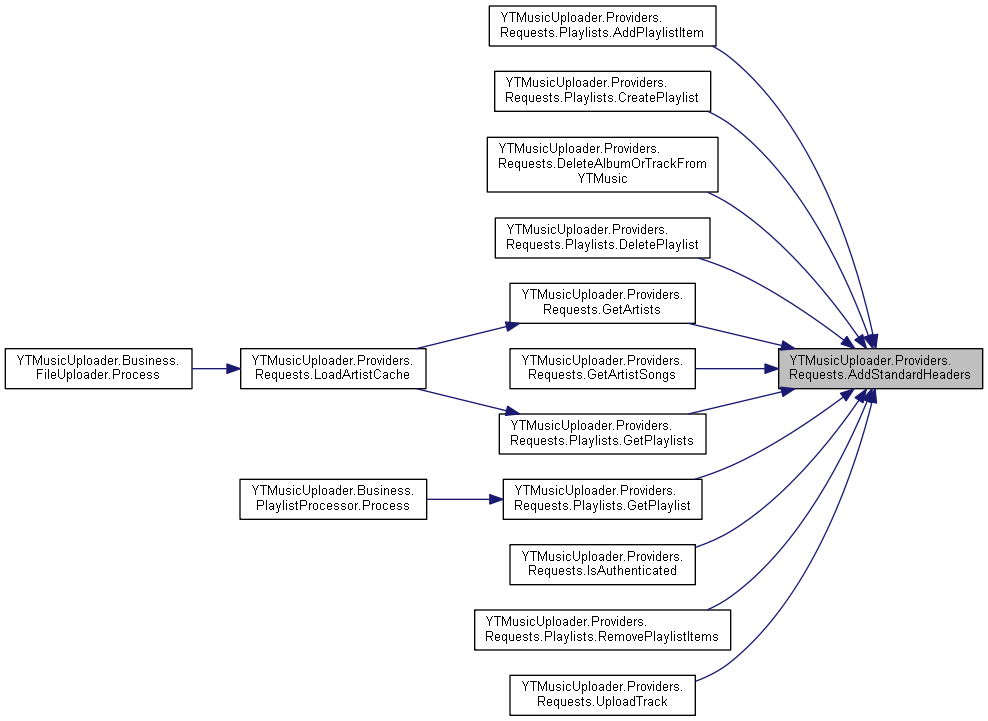 YTMusicUploader.Providers.
Requests.Playlists.AddPlaylistItem
YTMusicUploader.Providers.
Requests.Playlists.CreatePlaylist
YTMusicUploader.Providers.
Requests.DeleteAlbumOrTrackFrom
YTMusic
YTMusicUploader.Providers.
Requests.Playlists.DeletePlaylist
YTMusicUploader.Providers.
Requests.GetArtists
YTMusicUploader.Business.
FileUploader.Process
YTMusicUploader.Providers.
Requests.LoadArtistCache
YTMusicUploader.Providers.
Requests.GetArtistSongs
YTMusicUploader.Providers.
Requests.AddStandardHeaders
YTMusicUploader.Providers.
Requests.Playlists.GetPlaylists
YTMusicUploader.Business.
PlaylistProcessor.Process
YTMusicUploader.Providers.
Requests.Playlists.GetPlaylist
YTMusicUploader.Providers.
Requests.IsAuthenticated
YTMusicUploader.Providers.
Requests.Playlists.RemovePlaylistItems
YTMusicUploader.Providers.
Requests.UploadTrack